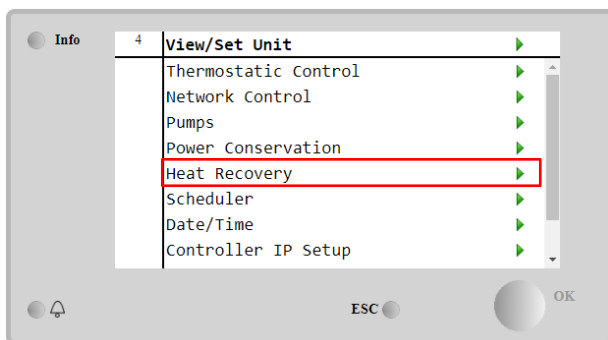 Info
4 View/Set Unit
Thermostatic Control
Network Control
Pumps
Power Conservation
Heat Recovery
Scheduler
Date/Time
Controller IP Setup
ESC
OK